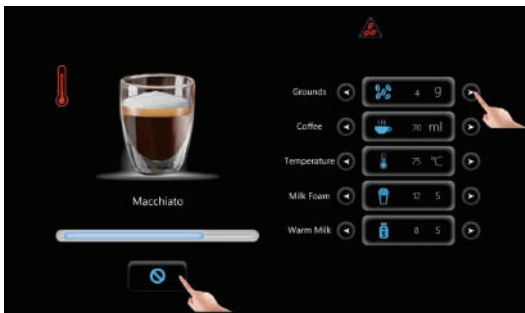 Grounds 4 g
Coffee 70 ml
Temperature 75 °C
Milk Foam 12 S
Warm Milk 8 S
Macchiato